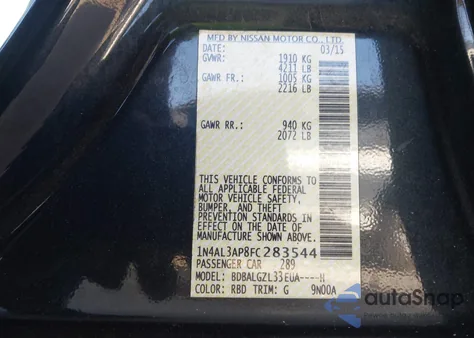 MFD BY NISSAN MOTOR CO., LTD.
DATE: 03/15
GVWR: 1910 KG
4211 LB
GAWR FR.: 1005 KG
2216 LB
GAWR RR.: 940 KG
2072 LB
THIS VEHICLE CONFORMS TO
ALL APPLICABLE FEDERAL
MOTOR VEHICLE SAFETY,
BUMPER, AND THEFT
PREVENTION STANDARDS IN
EFFECT ON THE DATE OF
MANUFACTURE SHOWN ABOVE.
1N4AL3AP8FC283544
PASSENGER CAR 289
MODEL: BDBALGZL33EUA----N
COLOR: RBD TRIM: G 9N00A
autoSnap